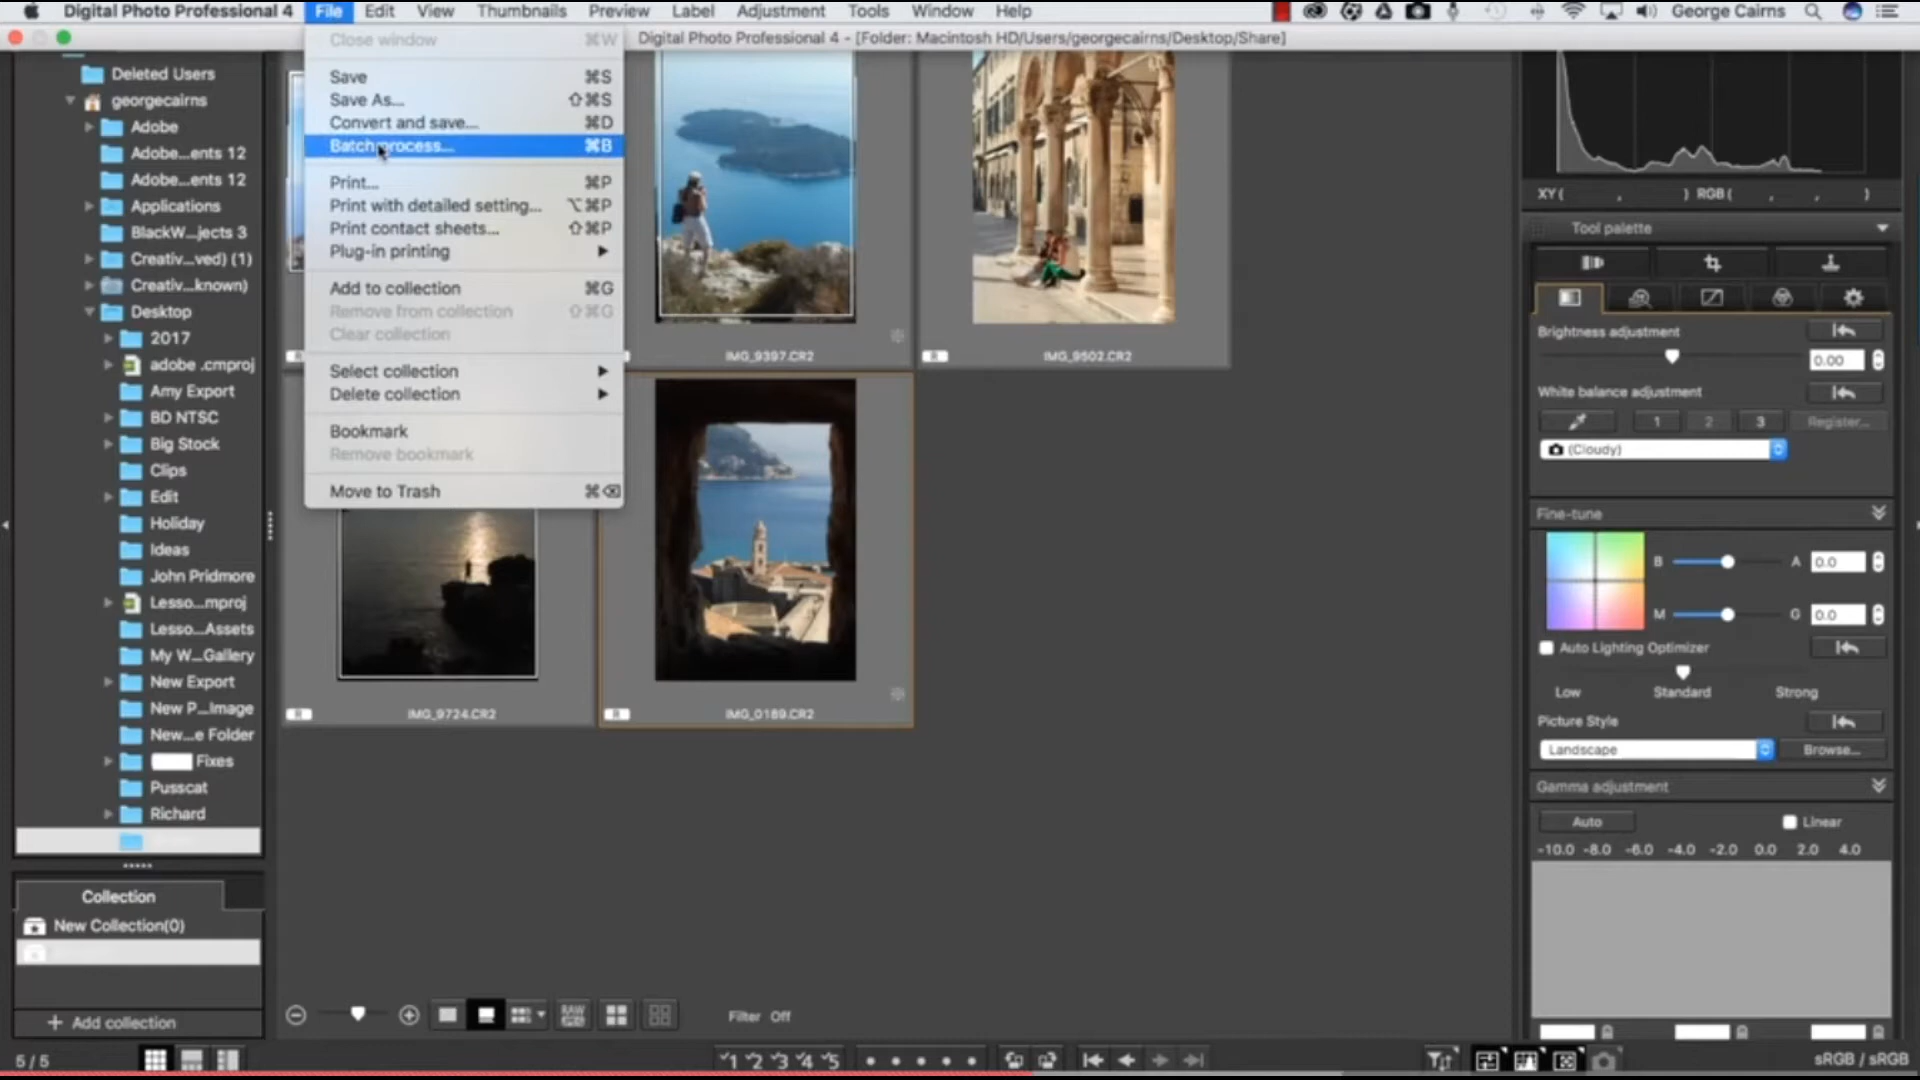 Digital Photo Professional 4 File Edit View Thumbnails Preview Label Adjustment Tools Window Help George Cairns
Digital Photo Professional 4 - [Folder: Macintosh HD/Users/georgecairns/Desktop/Share]
Close window ⌘W
Save ⌘S
Save As... ⇧⌘S
Convert and save... ⌘D
Batch process... ⌘B
Print... ⌘P
Print with detailed setting... ⌥⌘P
Print contact sheets... ⇧⌘P
Plug-in printing
Add to collection ⌘G
Remove from collection ⇧⌘G
Clear collection
Select collection
Delete collection
Bookmark
Remove bookmark
Move to Trash ⌘⌫
Deleted Users
georgecairns
Adobe
Adobe...ents 12
Adobe...ents 12
Applications
BlackW...jects 3
Creativ...ved) (1)
Creativ...known)
Desktop
2017
adobe .cmproj
Amy Export
BD NTSC
Big Stock
Clips
Edit
Holiday
Ideas
John Pridmore
Lesso...mproj
Lesso...Assets
My W...Gallery
New Export
New P...Image
New...e Folder
Fixes
Pusscat
Richard
Collection
New Collection(0)
+ Add collection
5 / 5
R IMG_9397.CR2
R IMG_9502.CR2
R IMG_9724.CR2
R IMG_0189.CR2
RAW
Filter Off
1 2 3 4 5
XY ( , ) RGB ( , , )
Tool palette
Brightness adjustment
0.00
White balance adjustment
1 2 3 Register...
(Cloudy)
Fine-tune
B A 0.0
M G 0.0
Auto Lighting Optimizer
Low Standard Strong
Picture Style
Landscape Browse...
Gamma adjustment
Auto Linear
-10.0 -8.0 -6.0 -4.0 -2.0 0.0 2.0 4.0
sRGB / sRGB